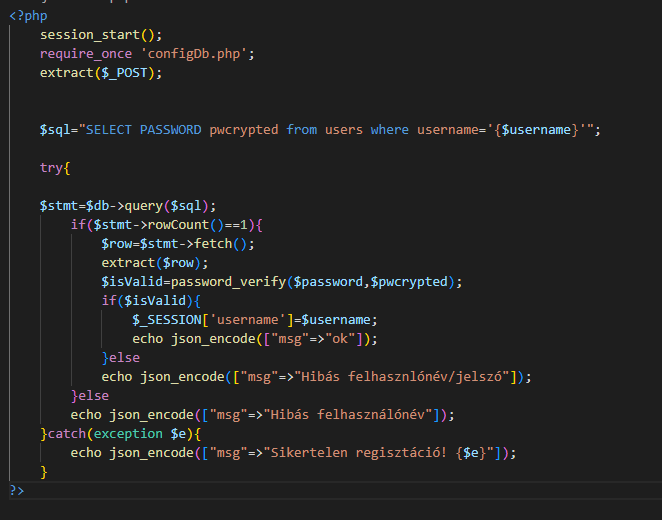 <?php
    session_start();
    require_once 'configDb.php';
    extract($_POST);
    $sql="SELECT PASSWORD pwcrypted from users where username='{$username}'";
    try{
    $stmt=$db->query($sql);
        if($stmt->rowCount()==1){
            $row=$stmt->fetch();
            extract($row);
            $isValid=password_verify($password,$pwcrypted);
            if($isValid){
                $_SESSION['username']=$username;
                echo json_encode(["msg"=>"ok"]);
            }else
            echo json_encode(["msg"=>"Hibás felhasznlónév/jelszó"]);
        }else
        echo json_encode(["msg"=>"Hibás felhasználónév"]);
    }catch(exception $e){
        echo json_encode(["msg"=>"Sikertelen regisztáció! {$e}"]);
    }
?>